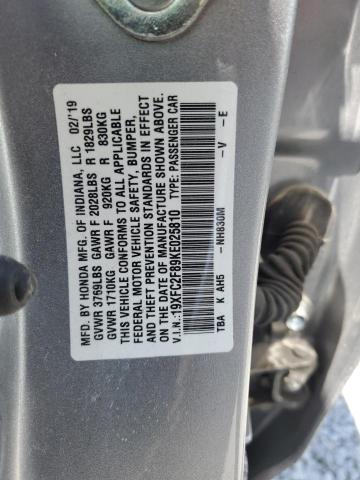 MFD. BY HONDA MFG. OF INDIANA, LLC 02/'19
GVWR 3769LBS GAWR F 2028LBS R 1829LBS
GVWR 1710KG GAWR F 920KG R 830KG
THIS VEHICLE CONFORMS TO ALL APPLICABLE
FEDERAL MOTOR VEHICLE SAFETY, BUMPER,
AND THEFT PREVENTION STANDARDS IN EFFECT
ON THE DATE OF MANUFACTURE SHOWN ABOVE.
V.I.N.:19XFC2F89KE025810 TYPE: PASSENGER CAR
TBA K AH5 -NH830M -V -E